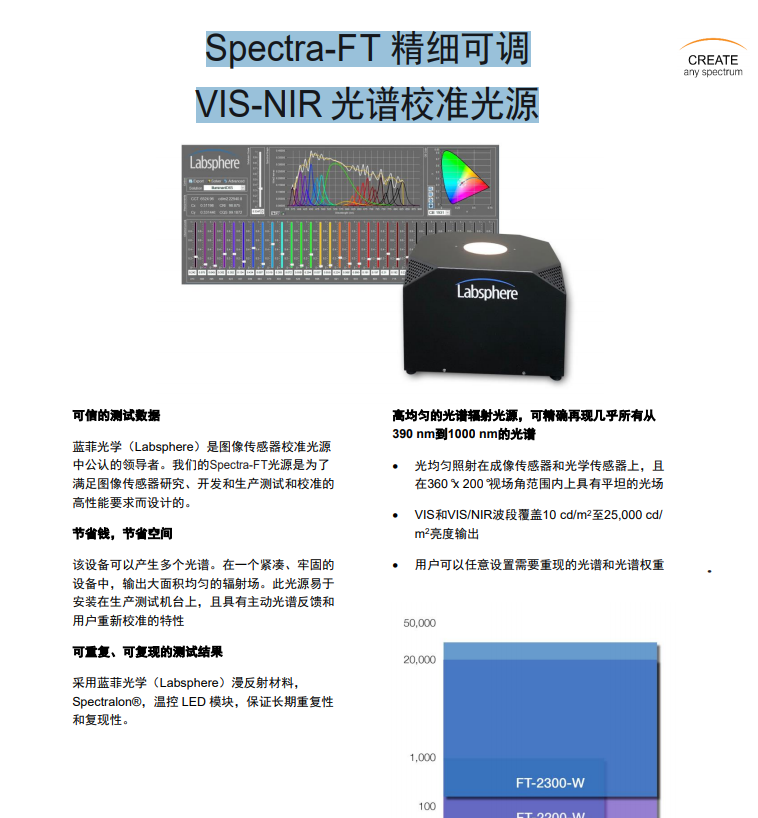 Spectra-FT 精细可调
VIS-NIR 光谱校准光源
CREATE
any spectrum
Labsphere
Labsphere
可信的测试数据
蓝菲光学（Labsphere）是图像传感器校准光源
中公认的领导者。我们的Spectra-FT光源是为了
满足图像传感器研究、开发和生产测试和校准的
高性能要求而设计的。
节省钱，节省空间
该设备可以产生多个光谱。在一个紧凑、牢固的
设备中，输出大面积均匀的辐射场。此光源易于
安装在生产测试机台上，且具有主动光谱反馈和
用户重新校准的特性
可重复、可复现的测试结果
采用蓝菲光学（Labsphere）漫反射材料，
Spectralon®，温控 LED 模块，保证长期重复性
和复现性。
高均匀的光谱辐射光源，可精确再现几乎所有从
390 nm到1000 nm的光谱
• 光均匀照射在成像传感器和光学传感器上，且
在360 °x 200 °视场角范围内上具有平坦的光场
• VIS和VIS/NIR波段覆盖10 cd/m²至25,000 cd/
m²亮度输出
• 用户可以任意设置需要重现的光谱和光谱权重
50,000
20,000
1,000
FT-2300-W
100
FT-2200-W